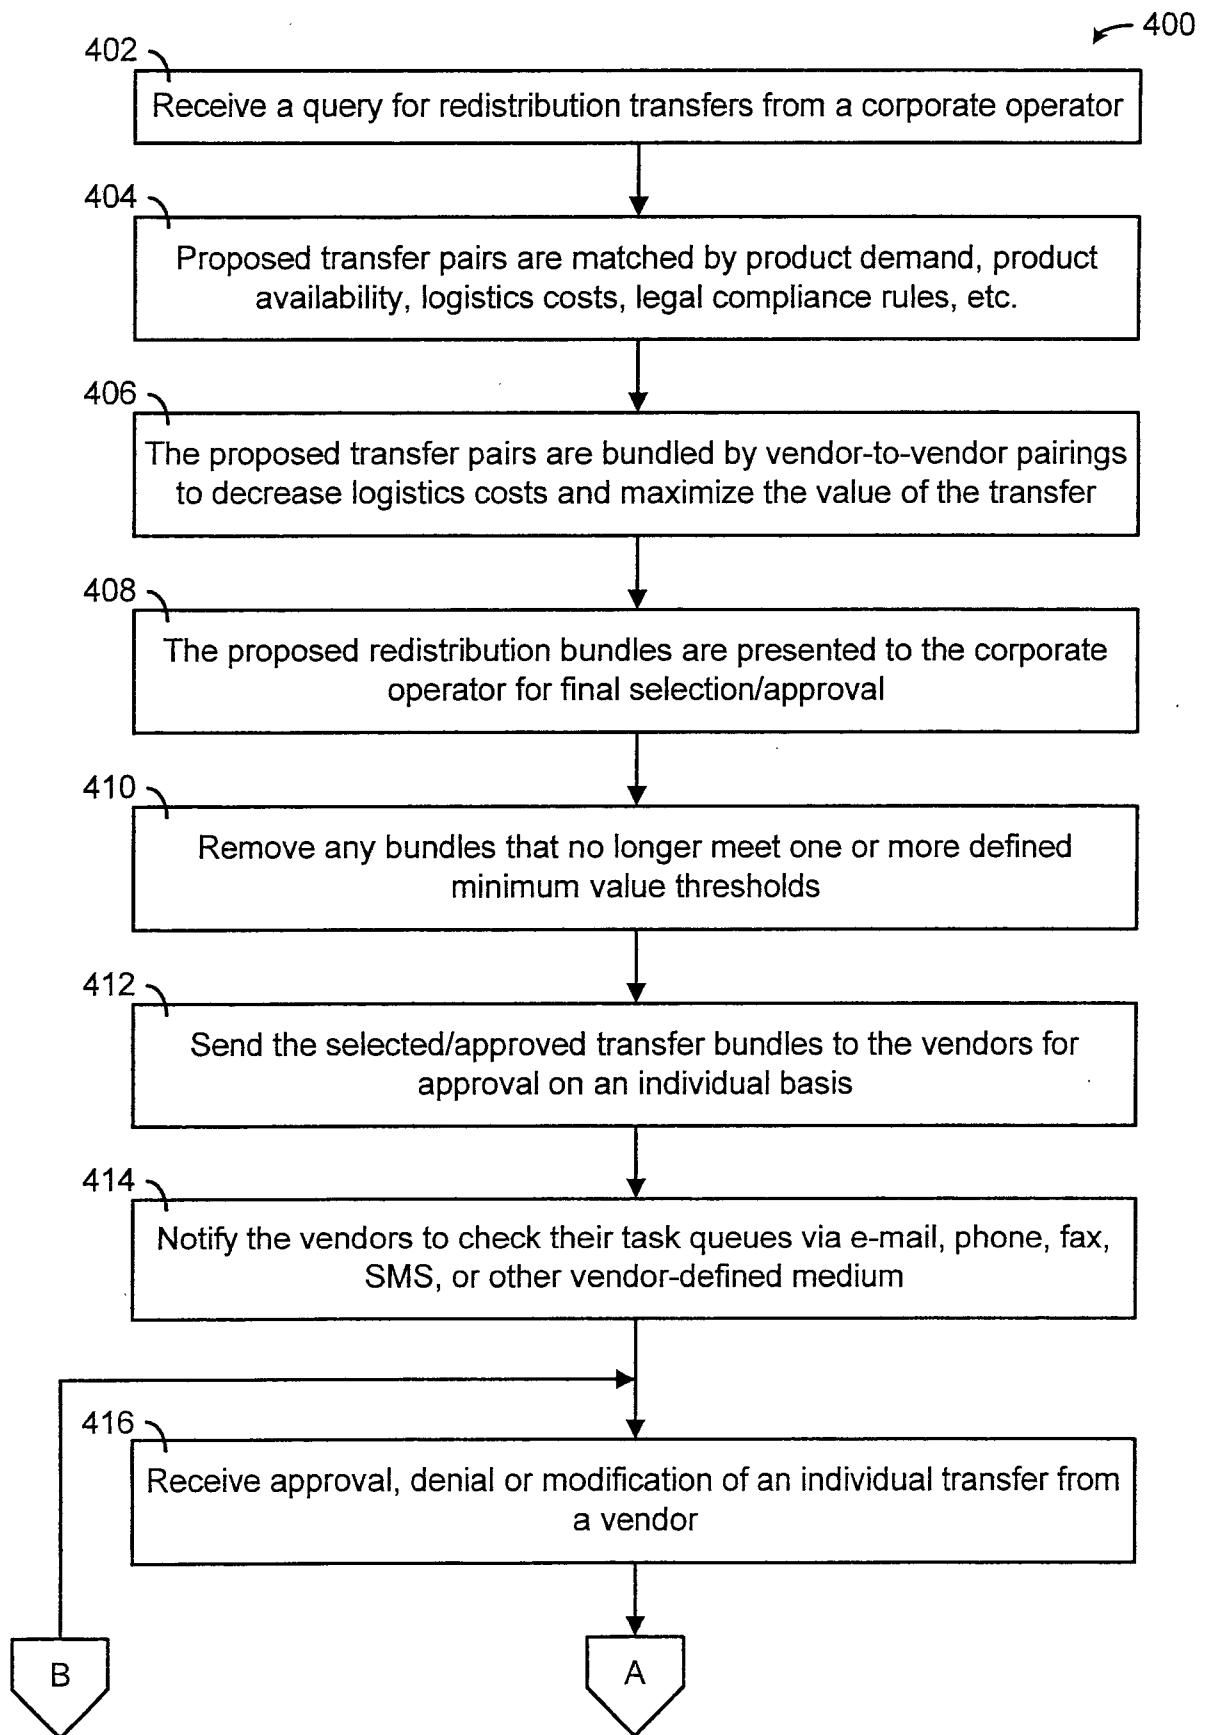 400
402
Receive a query for redistribution transfers from a corporate operator
404
Proposed transfer pairs are matched by product demand, product
availability, logistics costs, legal compliance rules, etc.
406
The proposed transfer pairs are bundled by vendor-to-vendor pairings
to decrease logistics costs and maximize the value of the transfer
408
The proposed redistribution bundles are presented to the corporate
operator for final selection/approval
410
Remove any bundles that no longer meet one or more defined
minimum value thresholds
412
Send the selected/approved transfer bundles to the vendors for
approval on an individual basis
414
Notify the vendors to check their task queues via e-mail, phone, fax,
SMS, or other vendor-defined medium
416
Receive approval, denial or modification of an individual transfer from
a vendor
B
A